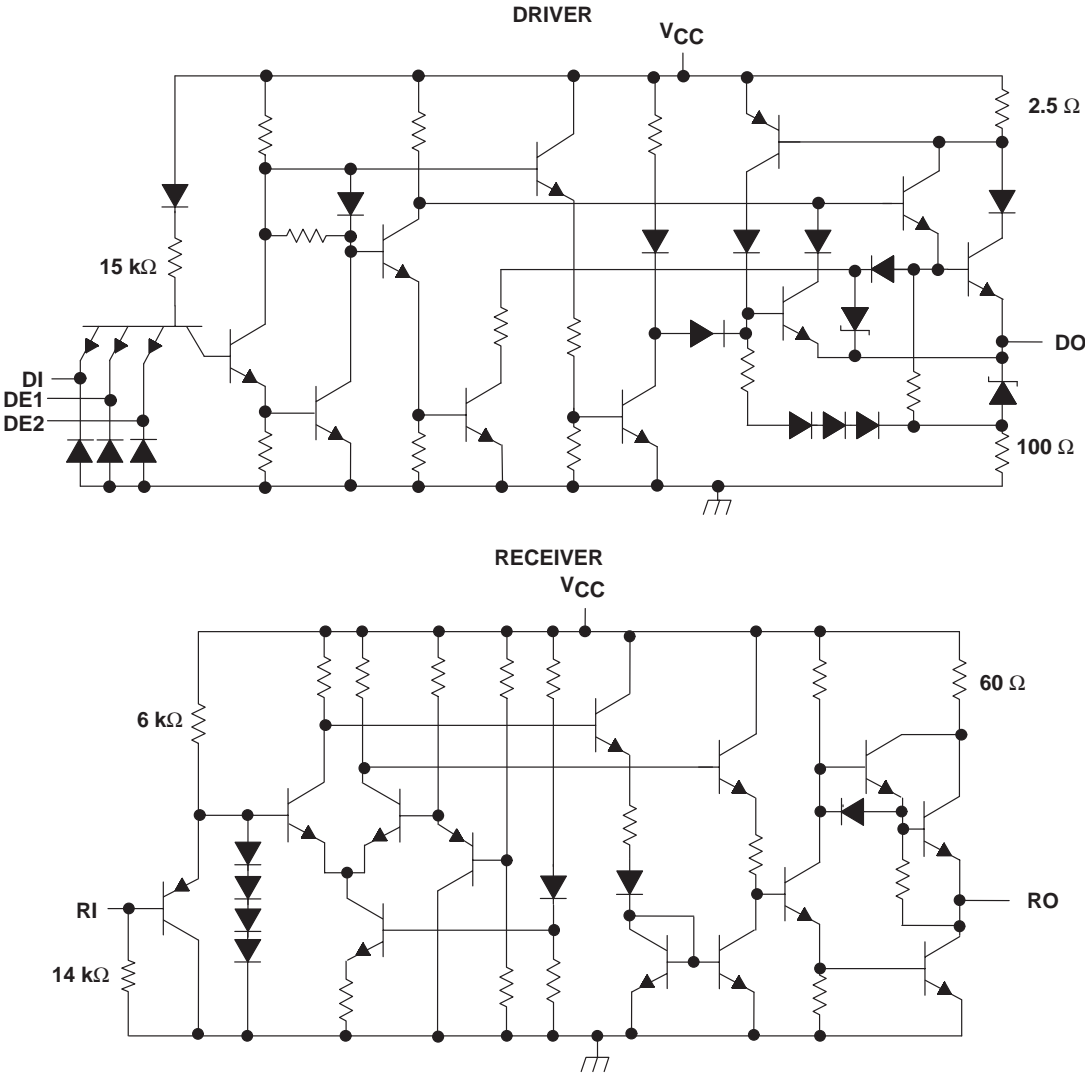 DRIVER
VCC
2.5 Ω
15 kΩ
DI
DE1
DE2
DO
100 Ω
RECEIVER
VCC
6 kΩ
60 Ω
RI
RO
14 kΩ